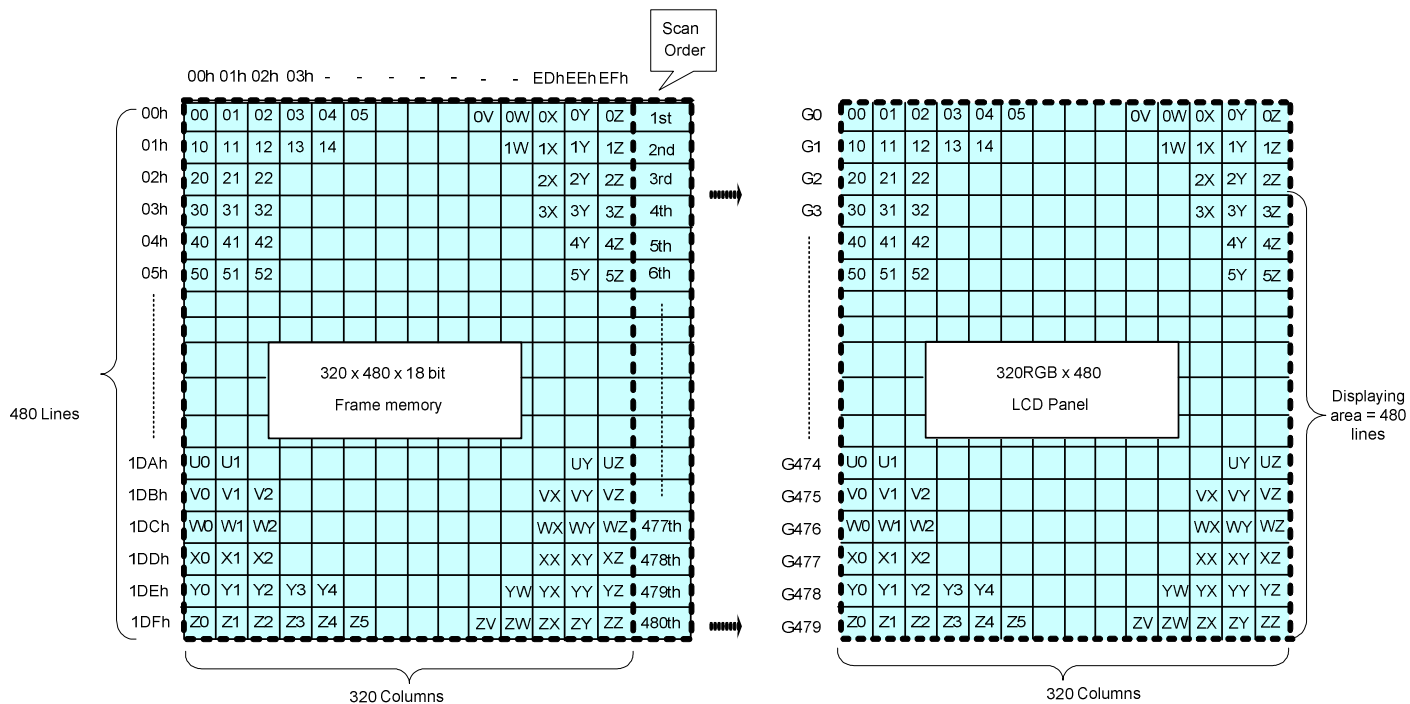 Scan
Order
00h 01h 02h 03h - - - - - - - EDh EEh EFh
00h 00 01 02 03 04 05 0V 0W 0X 0Y 0Z 1st
01h 10 11 12 13 14 1W 1X 1Y 1Z 2nd
02h 20 21 22 2X 2Y 2Z 3rd
03h 30 31 32 3X 3Y 3Z 4th
04h 40 41 42 4Y 4Z 5th
05h 50 51 52 5Y 5Z 6th
320 x 480 x 18 bit
Frame memory
480 Lines
1DAh U0 U1 UY UZ
1DBh V0 V1 V2 VX VY VZ
1DCh W0 W1 W2 WX WY WZ 477th
1DDh X0 X1 X2 XX XY XZ 478th
1DEh Y0 Y1 Y2 Y3 Y4 YW YX YY YZ 479th
1DFh Z0 Z1 Z2 Z3 Z4 Z5 ZV ZW ZX ZY ZZ 480th
320 Columns
G0 00 01 02 03 04 05 0V 0W 0X 0Y 0Z
G1 10 11 12 13 14 1W 1X 1Y 1Z
G2 20 21 22 2X 2Y 2Z
G3 30 31 32 3X 3Y 3Z
40 41 42 4Y 4Z
50 51 52 5Y 5Z
320RGB x 480
LCD Panel
Displaying
area = 480
lines
G474 U0 U1 UY UZ
G475 V0 V1 V2 VX VY VZ
G476 W0 W1 W2 WX WY WZ
G477 X0 X1 X2 XX XY XZ
G478 Y0 Y1 Y2 Y3 Y4 YW YX YY YZ
G479 Z0 Z1 Z2 Z3 Z4 Z5 ZV ZW ZX ZY ZZ
320 Columns